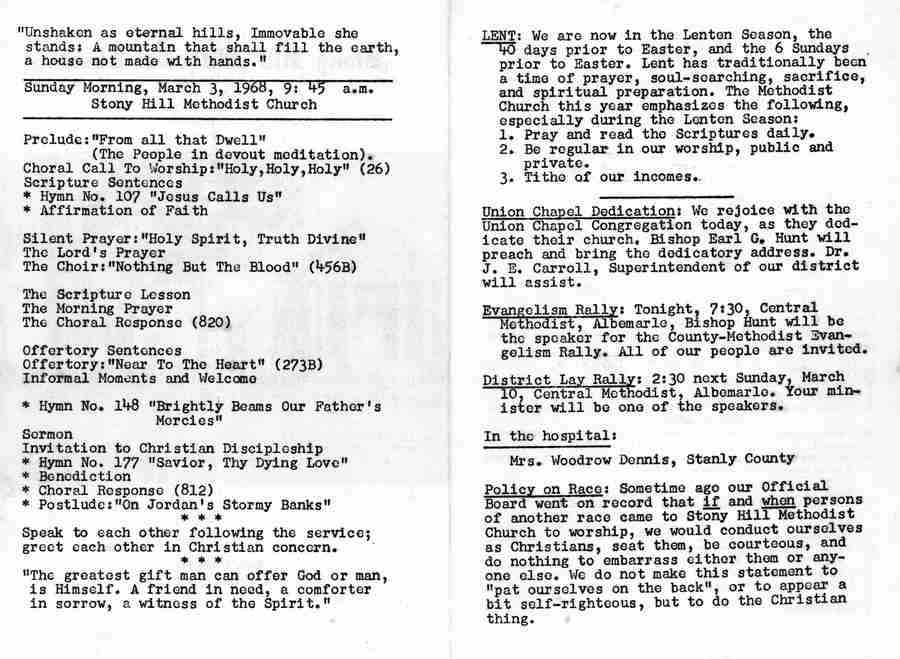 "Unshaken as eternal hills, Immovable she
stands: A mountain that shall fill the earth,
a house not made with hands."
Sunday Morning, March 3, 1968, 9: 45 a.m.
Stony Hill Methodist Church
Prelude:"From all that Dwell"
(The People in devout meditation).
Choral Call To Worship:"Holy,Holy,Holy" (26)
Scripture Sentences
* Hymn No. 107 "Jesus Calls Us"
* Affirmation of Faith
Silent Prayer:"Holy Spirit, Truth Divine"
The Lord's Prayer
The Choir:"Nothing But The Blood" (456B)
The Scripture Lesson
The Morning Prayer
The Choral Response (820)
Offertory Sentences
Offertory:"Near To The Heart" (273B)
Informal Moments and Welcome
* Hymn No. 148 "Brightly Beams Our Father's
Mercies"
Sermon
Invitation to Christian Discipleship
* Hymn No. 177 "Savior, Thy Dying Love"
* Benediction
* Choral Response (812)
* Postlude:"On Jordan's Stormy Banks"
* * *
Speak to each other following the service;
greet each other in Christian concern.
* * *
"The greatest gift man can offer God or man,
is Himself. A friend in need, a comforter
in sorrow, a witness of the Spirit."
LENT: We are now in the Lenten Season, the
40 days prior to Easter, and the 6 Sundays
prior to Easter. Lent has traditionally been
a time of prayer, soul-searching, sacrifice,
and spiritual preparation. The Methodist
Church this year emphasizes the following,
especially during the Lenten Season:
1. Pray and read the Scriptures daily.
2. Be regular in our worship, public and
private.
3. Tithe of our incomes.
Union Chapel Dedication: We rejoice with the
Union Chapel Congregation today, as they ded-
icate their church. Bishop Earl G. Hunt will
preach and bring the dedicatory address. Dr.
J. E. Carroll, Superintendent of our district
will assist.
Evangelism Rally: Tonight, 7:30, Central
Methodist, Albemarle, Bishop Hunt will be
the speaker for the County-Methodist Evan-
gelism Rally. All of our people are invited.
District Lay Rally: 2:30 next Sunday, March
10, Central Methodist, Albemarle. Your min-
ister will be one of the speakers.
In the hospital:
Mrs. Woodrow Dennis, Stanly County
Policy on Race: Sometime ago our Official
Board went on record that if and when persons
of another race came to Stony Hill Methodist
Church to worship, we would conduct ourselves
as Christians, seat them, be courteous, and
do nothing to embarrass either them or any-
one else. We do not make this statement to
"pat ourselves on the back", or to appear a
bit self-righteous, but to do the Christian
thing.